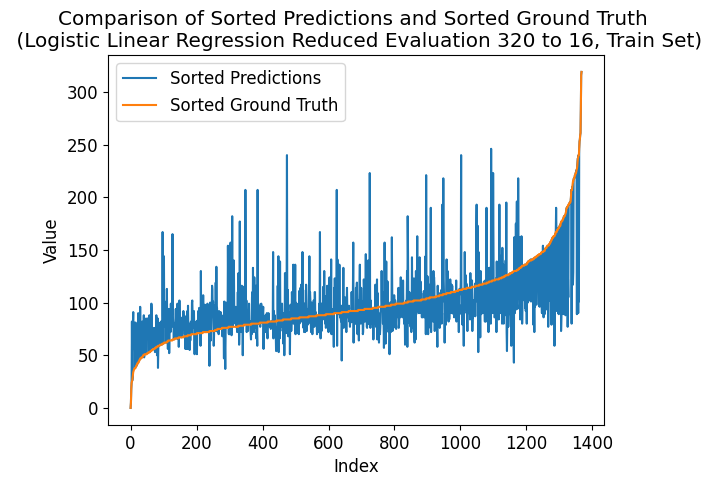 Comparison of Sorted Predictions and Sorted Ground Truth
(Logistic Linear Regression Reduced Evaluation 320 to 16, Train Set)
Sorted Predictions
Sorted Ground Truth
Value
300
250
200
150
100
50
0
0 200 400 600 800 1000 1200 1400
Index